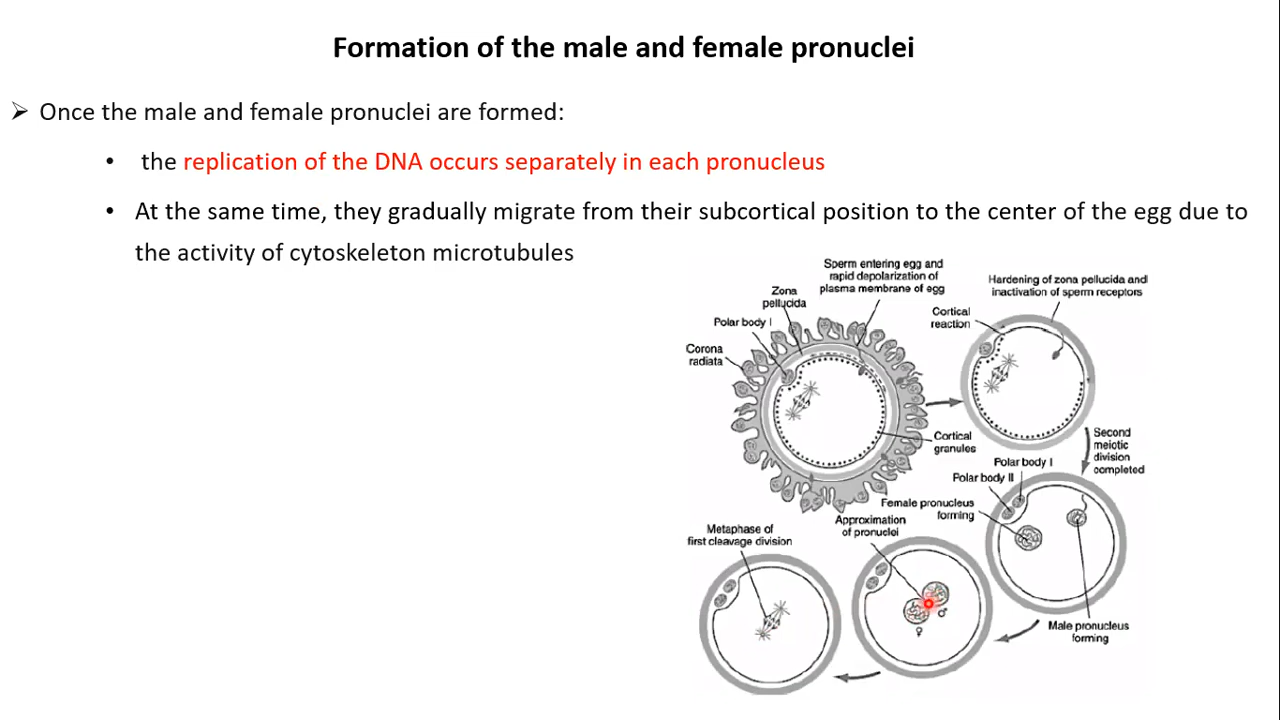 Formation of the male and female pronuclei
➢ Once the male and female pronuclei are formed:
• the replication of the DNA occurs separately in each pronucleus
• At the same time, they gradually migrate from their subcortical position to the center of the egg due to
the activity of cytoskeleton microtubules
Sperm entering egg and
rapid depolarization of
plasma membrane of egg
Zona
pellucida
Polar body I
Corona
radiata
Hardening of zona pellucida and
inactivation of sperm receptors
Cortical
reaction
Cortical
granules
Second
meiotic
division
completed
Polar body I
Polar body II
Female pronucleus
forming
Approximation
of pronuclei
Metaphase of
first cleavage division
Male pronucleus
forming
♀
♂